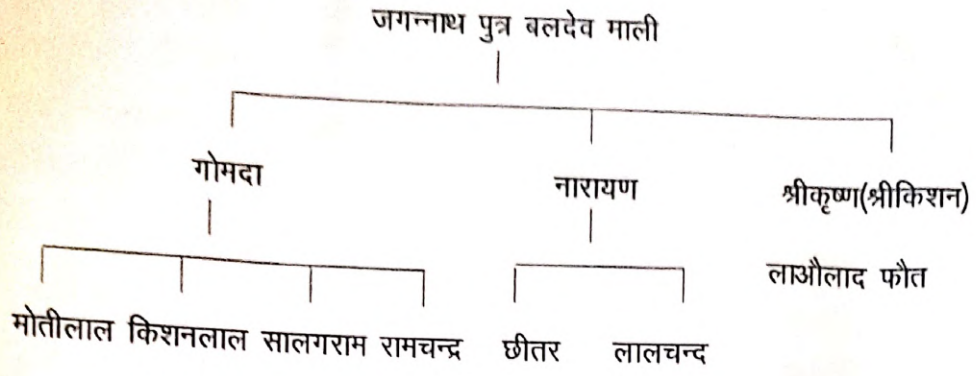 जगन्नाथ पुत्र बलदेव माली
गोमदा नारायण श्रीकृष्ण(श्रीकिशन)
लाऔलाद फौत
मोतीलाल किशनलाल सालगराम रामचन्द्र छीतर लालचन्द